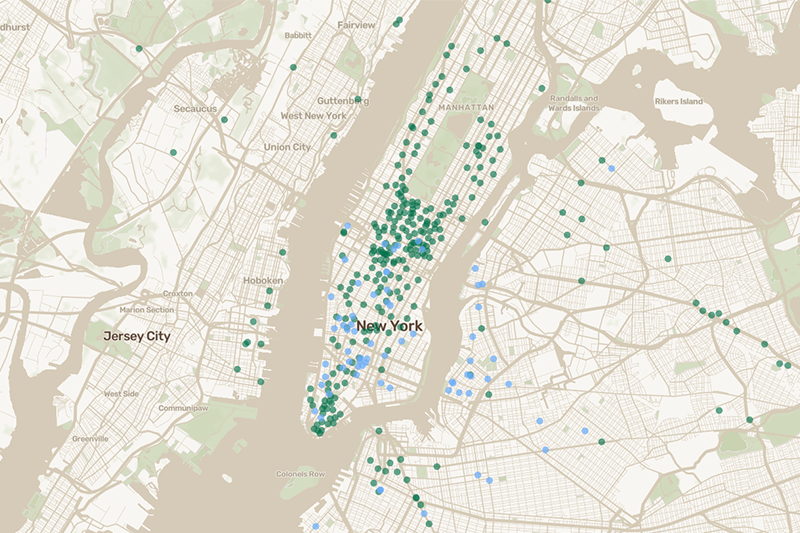 Fairview
dhurst
Babbitt
Guttenberg
Secaucus
MANHATTAN
Randalls and
Wards Islands
Rikers Island
West New York
Union City
Hoboken
Croxton
Marion Section
New York
Jersey City
West Side
Communipaw
Greenville
Colonels Row